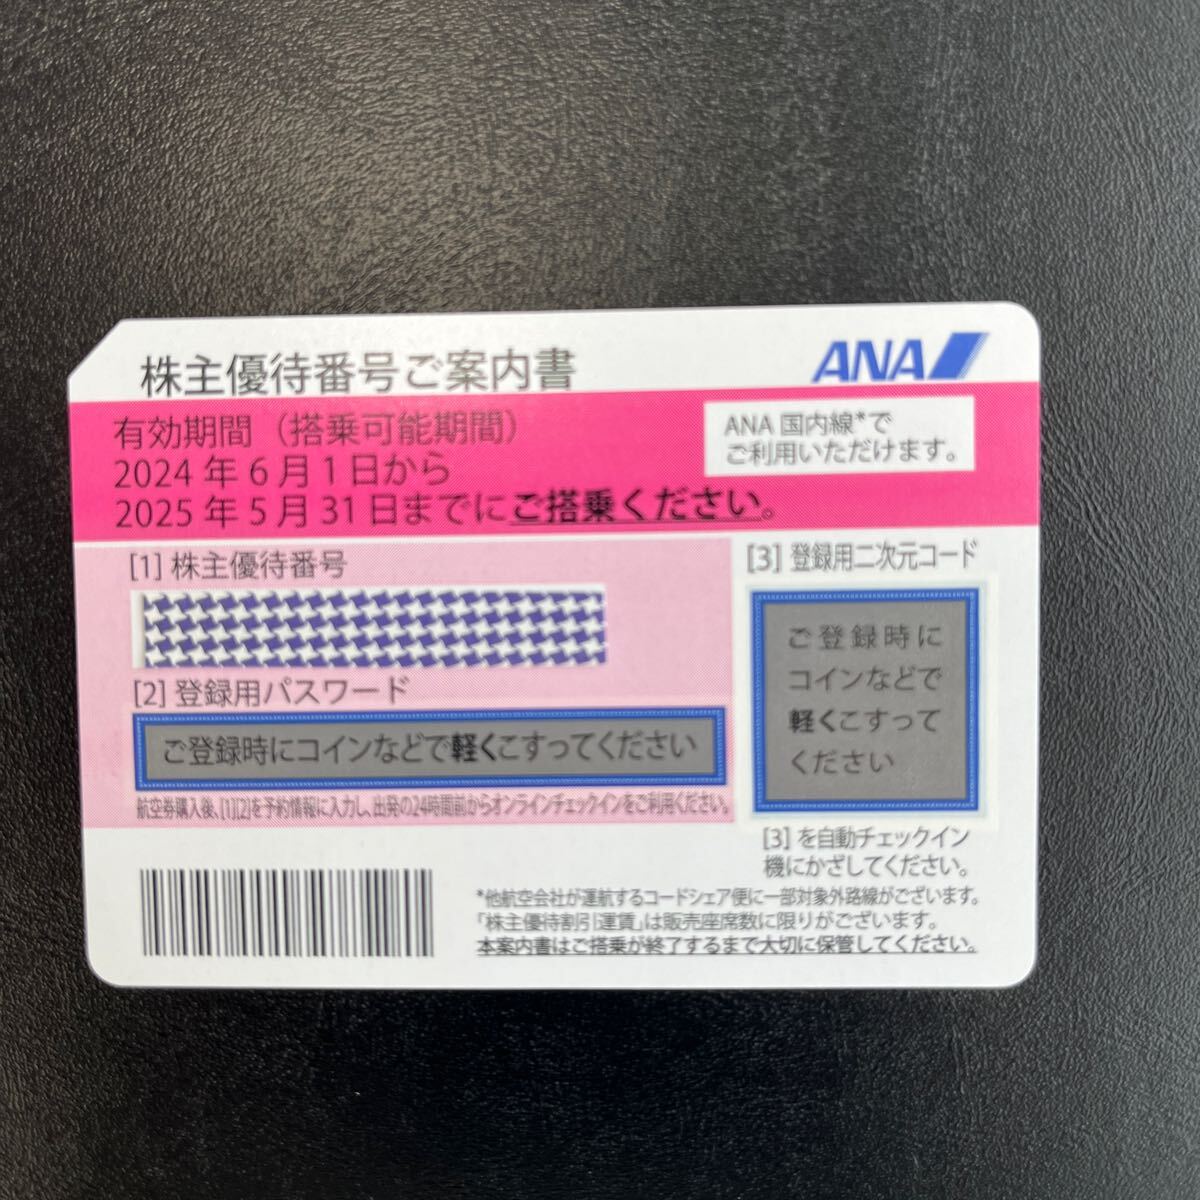 株主優待番号ご案内書
ANA
有効期間（搭乗可能期間）
2024年6月1日から
2025年5月31日までにご搭乗ください。
ANA国内線*で
ご利用いただけます。
[1] 株主優待番号
[2] 登録用パスワード
ご登録時にコインなどで軽くこすってください
航空券購入後、[1][2]を予約情報に入力し、出発の24時間前からオンラインチェックインをご利用ください。
[3] 登録用二次元コード
ご登録時に
コインなどで
軽くこすって
ください
[3] を自動チェックイン
機にかざしてください。
*他航空会社が運航するコードシェア便に一部対象外路線がございます。
「株主優待割引運賃」は販売座席数に限りがございます。
本案内書はご搭乗が終了するまで大切に保管してください。